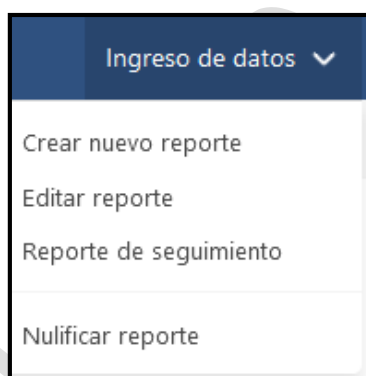 Ingreso de datos
Crear nuevo reporte
Editar reporte
Reporte de seguimiento
Nulificar reporte